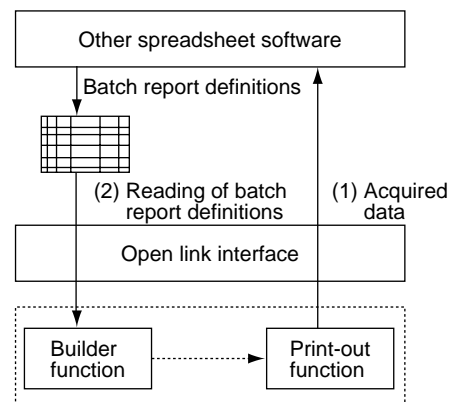 Other spreadsheet software
Batch report definitions
(2) Reading of batch
report definitions
(1) Acquired
data
Open link interface
Builder
function
Print-out
function